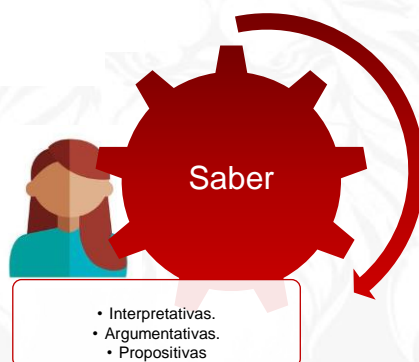 Saber
• Interpretativas.
• Argumentativas.
• Propositivas